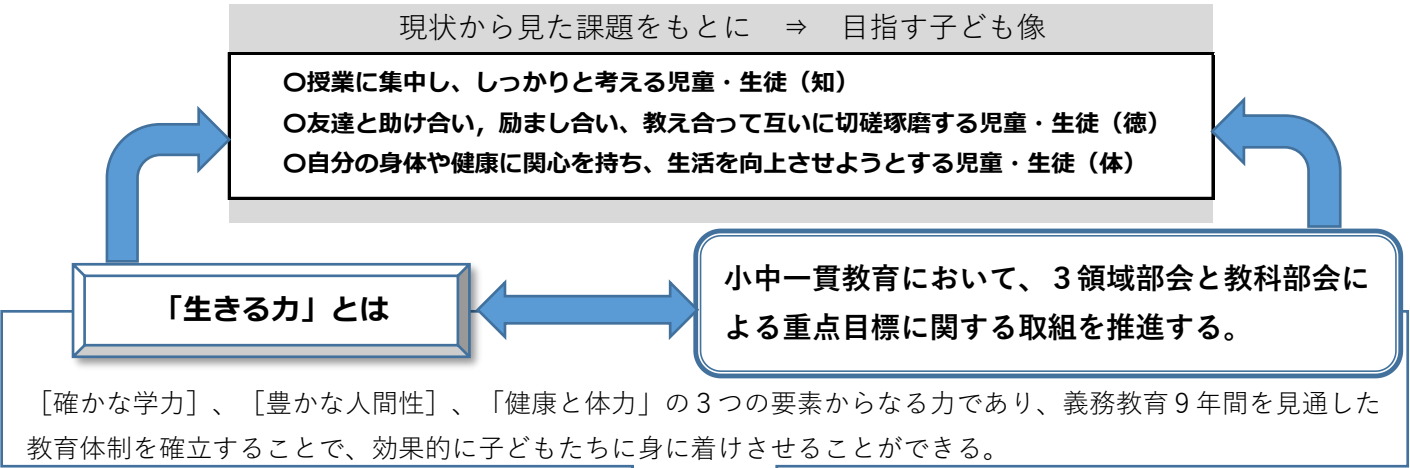 現状から見た課題をもとに　⇒　目指す子ども像
〇授業に集中し、しっかりと考える児童・生徒（知）
〇友達と助け合い，励まし合い、教え合って互いに切磋琢磨する児童・生徒（徳）
〇自分の身体や健康に関心を持ち、生活を向上させようとする児童・生徒（体）
「生きる力」とは
小中一貫教育において、３領域部会と教科部会に
よる重点目標に関する取組を推進する。
［確かな学力］、［豊かな人間性］、「健康と体力」の３つの要素からなる力であり、義務教育９年間を見通した
教育体制を確立することで、効果的に子どもたちに身に着けさせることができる。